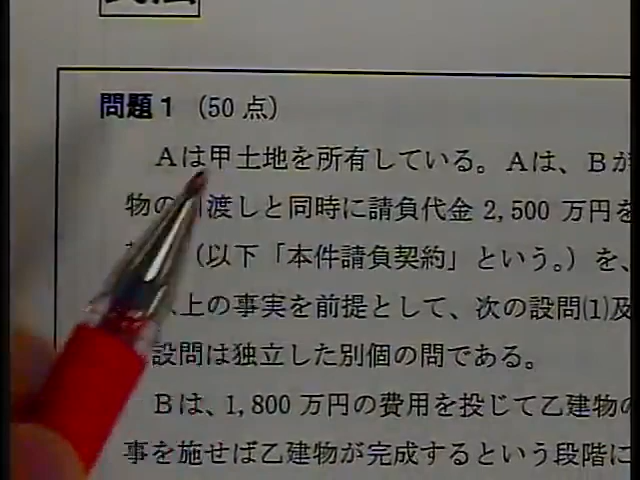 問題1 (50点)
Aは甲土地を所有している。Aは、Bが
物の 渡しと同時に請負代金 2,500 万円を
(以下「本件請負契約」という。)を、
上の事実を前提として、次の設問⑴及
設問は独立した別個の問である。
Bは、1,800 万円の費用を投じて乙建物の
事を施せば乙建物が完成するという段階に